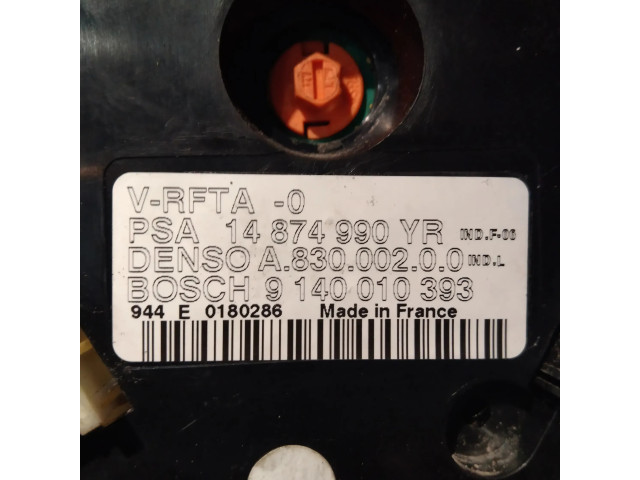 V-RFTA -0
PSA 14 874 990 YR IND.F-06
DENSO A.830.002.0.0 IND.L
BOSCH 9 140 010 393
944 E 0180286 Made in France